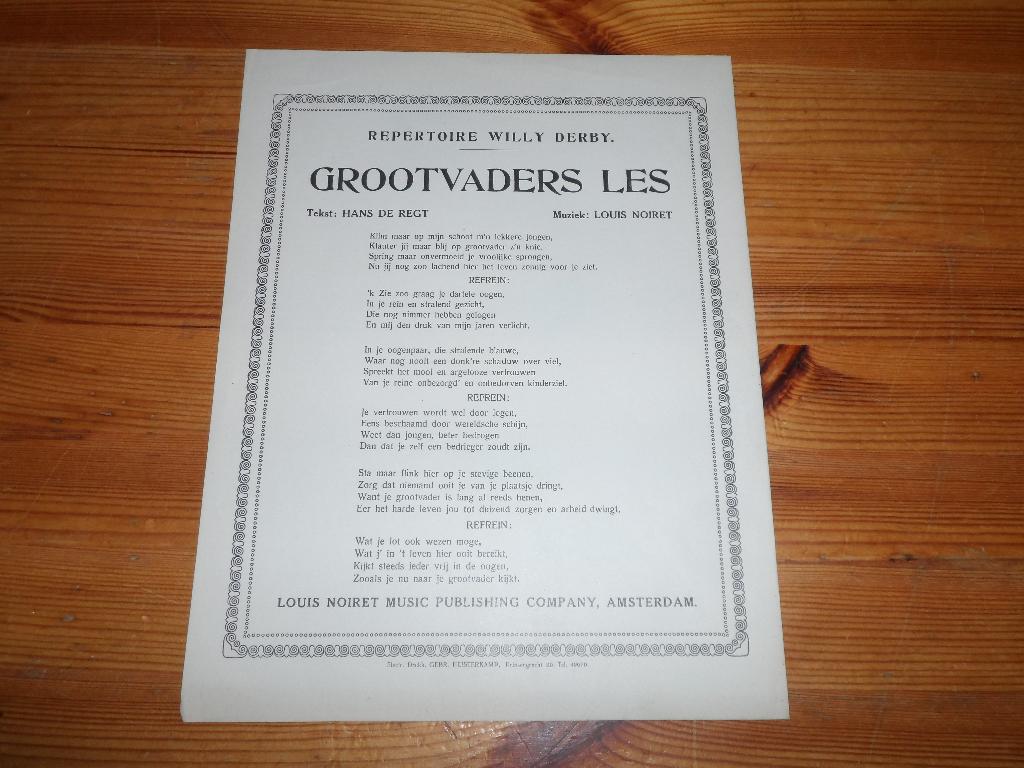 REPERTOIRE WILLY DERBY.
GROOTVADERS LES
Tekst: HANS DE REGT Muziek: LOUIS NOIRET
Klim maar op mijn schoot m'n lekkere jongen,
Klauter jij maar blij op grootvader z'n knie,
Spring maar onvermoeid je vroolijke sprongen,
Nu jij nog zoo lachend hier het leven zonnig voor je ziet.
REFREIN:
'k Zie zoo graag je dartele oogen,
In je rein en stralend gezicht,
Die nog nimmer hebben gelogen
En mij den druk van mijn jaren verlicht.
In je oogenpaar, die stralende blauwe,
Waar nog nooit een donk're schaduw over viel,
Spreekt het mooi en argelooze vertrouwen
Van je reine onbezorgd' en onbedorven kinderziel.
REFREIN:
Je vertrouwen wordt wel door logen,
Eens beschaamd door wereldsche schijn,
Weet dan jongen, beter bedrogen
Dan dat je zelf een bedrieger zoudt zijn.
Sta maar flink hier op je stevige beenen,
Zorg dat niemand ooit je van je plaatsje dringt,
Want je grootvader is lang al reeds henen,
Eer het harde leven jou tot duizend zorgen en arbeid dwingt.
REFREIN:
Wat je lot ook wezen moge,
Wat j' in 't leven hier ooit bereikt,
Kijkt steeds ieder vrij in de oogen,
Zooals je nu naar je grootvader kijkt.
LOUIS NOIRET MUSIC PUBLISHING COMPANY, AMSTERDAM.
Drukk. GEBR. Prinsengracht Tel.